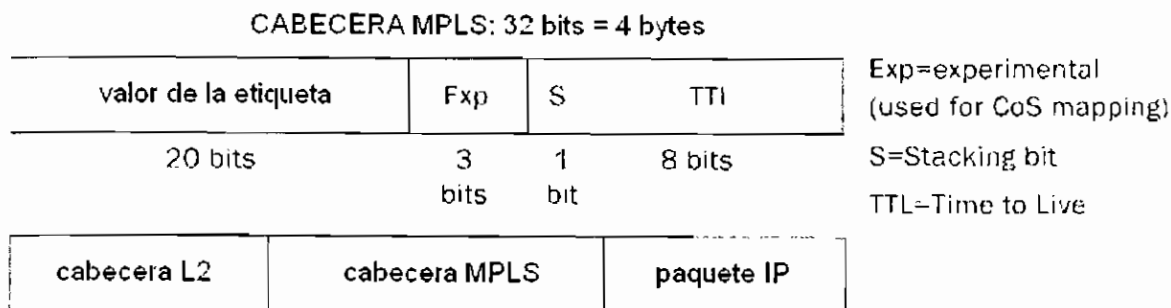 CABECERA MPLS: 32 bits = 4 bytes
valor de la etiqueta Exp S TTL
20 bits 3 bits 1 bit 8 bits
Exp=experimental
(used for CoS mapping)
S=Stacking bit
TTL=Time to Live
cabecera L2 cabecera MPLS paquete IP